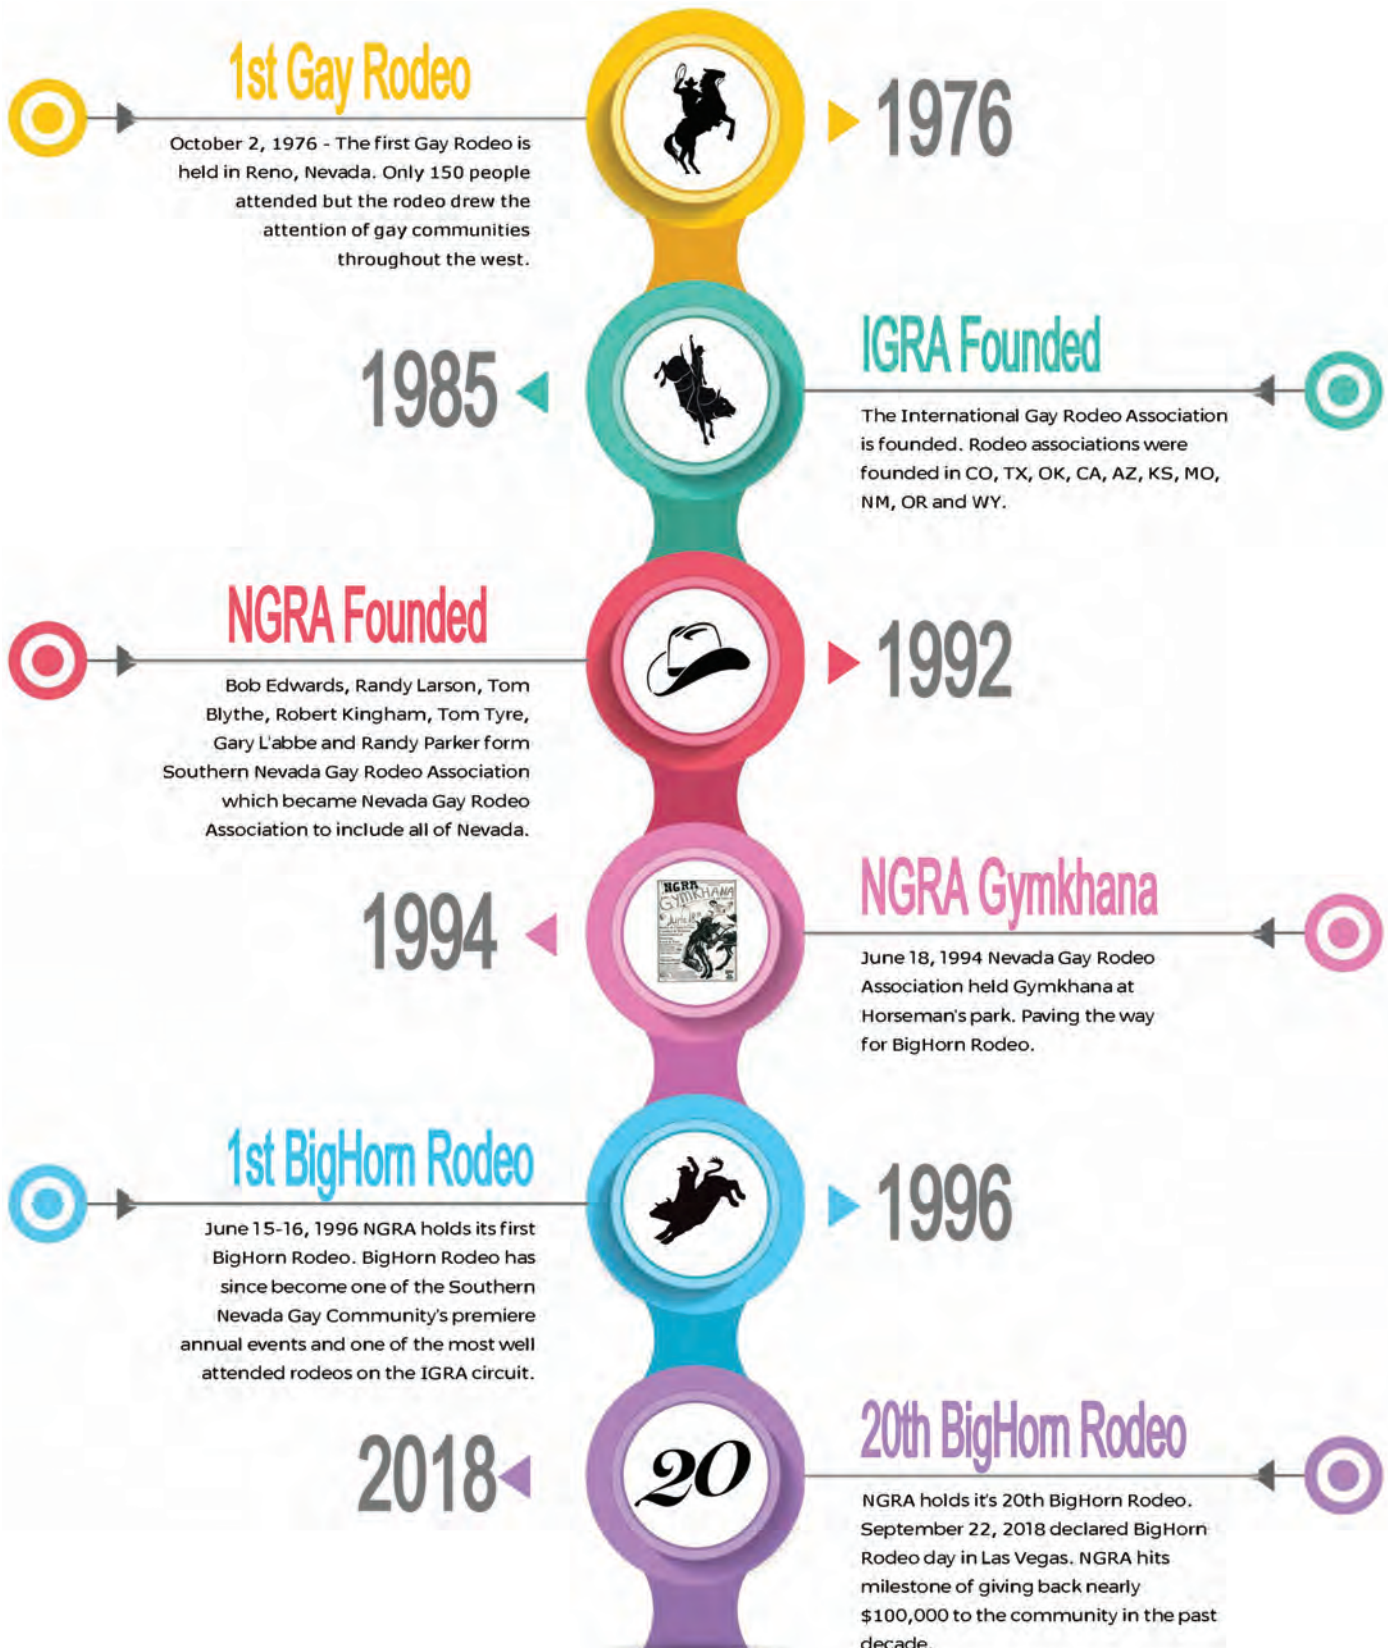 1st Gay Rodeo
1976
October 2, 1976 - The first Gay Rodeo is
held in Reno, Nevada. Only 150 people
attended but the rodeo drew the
attention of gay communities
throughout the west.
1985
IGRA Founded
The International Gay Rodeo Association
is founded. Rodeo associations were
founded in CO, TX, OK, CA, AZ, KS, MO,
NM, OR and WY.
NGRA Founded
1992
Bob Edwards, Randy Larson, Tom
Blythe, Robert Kingham, Tom Tyre,
Gary L'abbe and Randy Parker form
Southern Nevada Gay Rodeo Association
which became Nevada Gay Rodeo
Association to include all of Nevada.
1994
NGRA
GYMKHANA
NGRA Gymkhana
June 18, 1994 Nevada Gay Rodeo
Association held Gymkhana at
Horseman's park. Paving the way
for BigHorn Rodeo.
1st BigHorn Rodeo
1996
June 15-16, 1996 NGRA holds its first
BigHorn Rodeo. BigHorn Rodeo has
since become one of the Southern
Nevada Gay Community's premiere
annual events and one of the most well
attended rodeos on the IGRA circuit.
2018
20
20th BigHorn Rodeo
NGRA holds it's 20th BigHorn Rodeo.
September 22, 2018 declared BigHorn
Rodeo day in Las Vegas. NGRA hits
milestone of giving back nearly
$100,000 to the community in the past
decade.